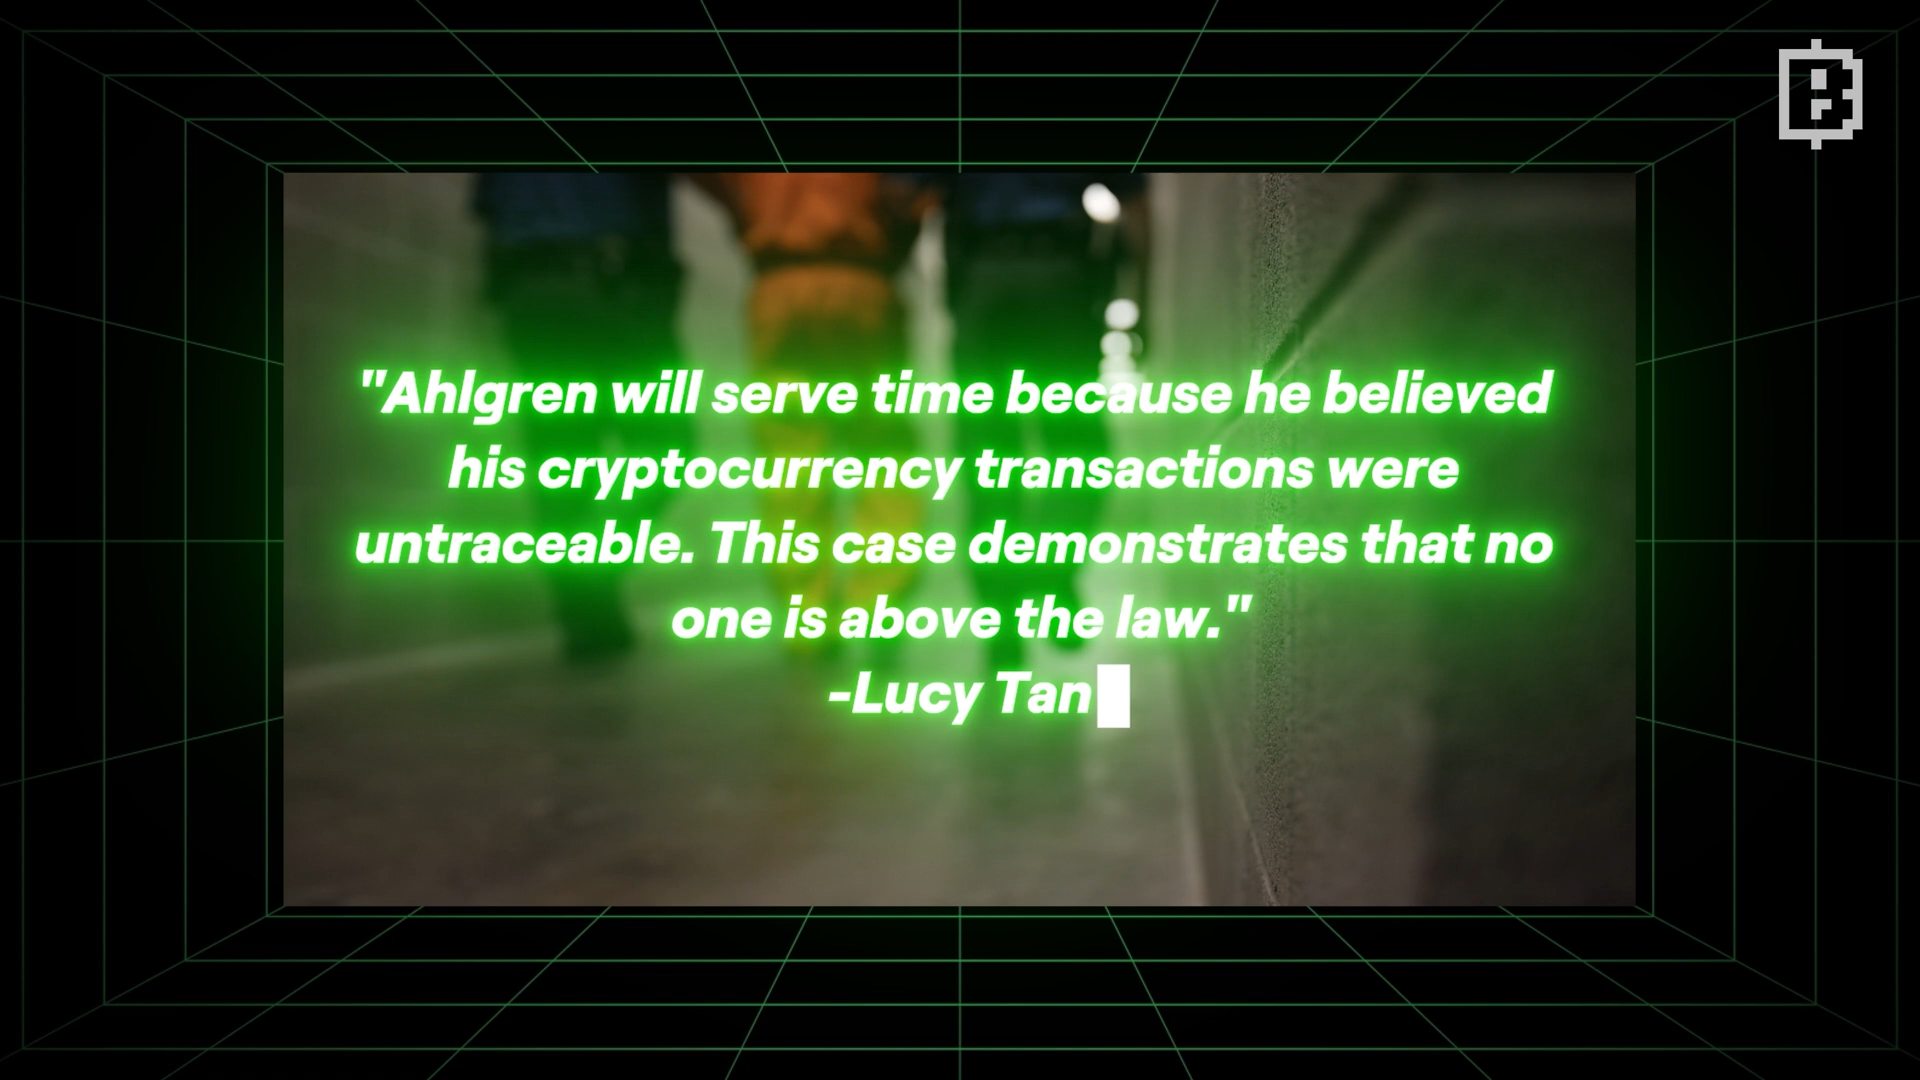 "Ahlgren will serve time because he believed
his cryptocurrency transactions were
untraceable. This case demonstrates that no
one is above the law."
-Lucy Tan